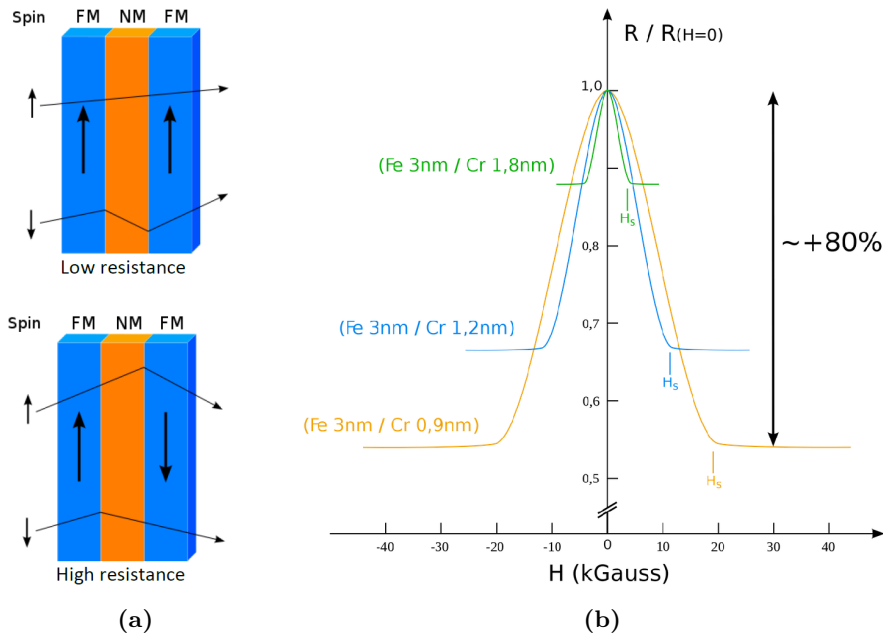 Spin FM NM FM
Low resistance
Spin FM NM FM
High resistance
(a)
R / R(H=0)
1,0
(Fe 3nm / Cr 1,8nm)
Hs
0,8
~+80%
(Fe 3nm / Cr 1,2nm)
0,7
Hs
0,6
(Fe 3nm / Cr 0,9nm)
Hs
0,5
-40 -30 -20 -10 0 10 20 30 40
H (kGauss)
(b)